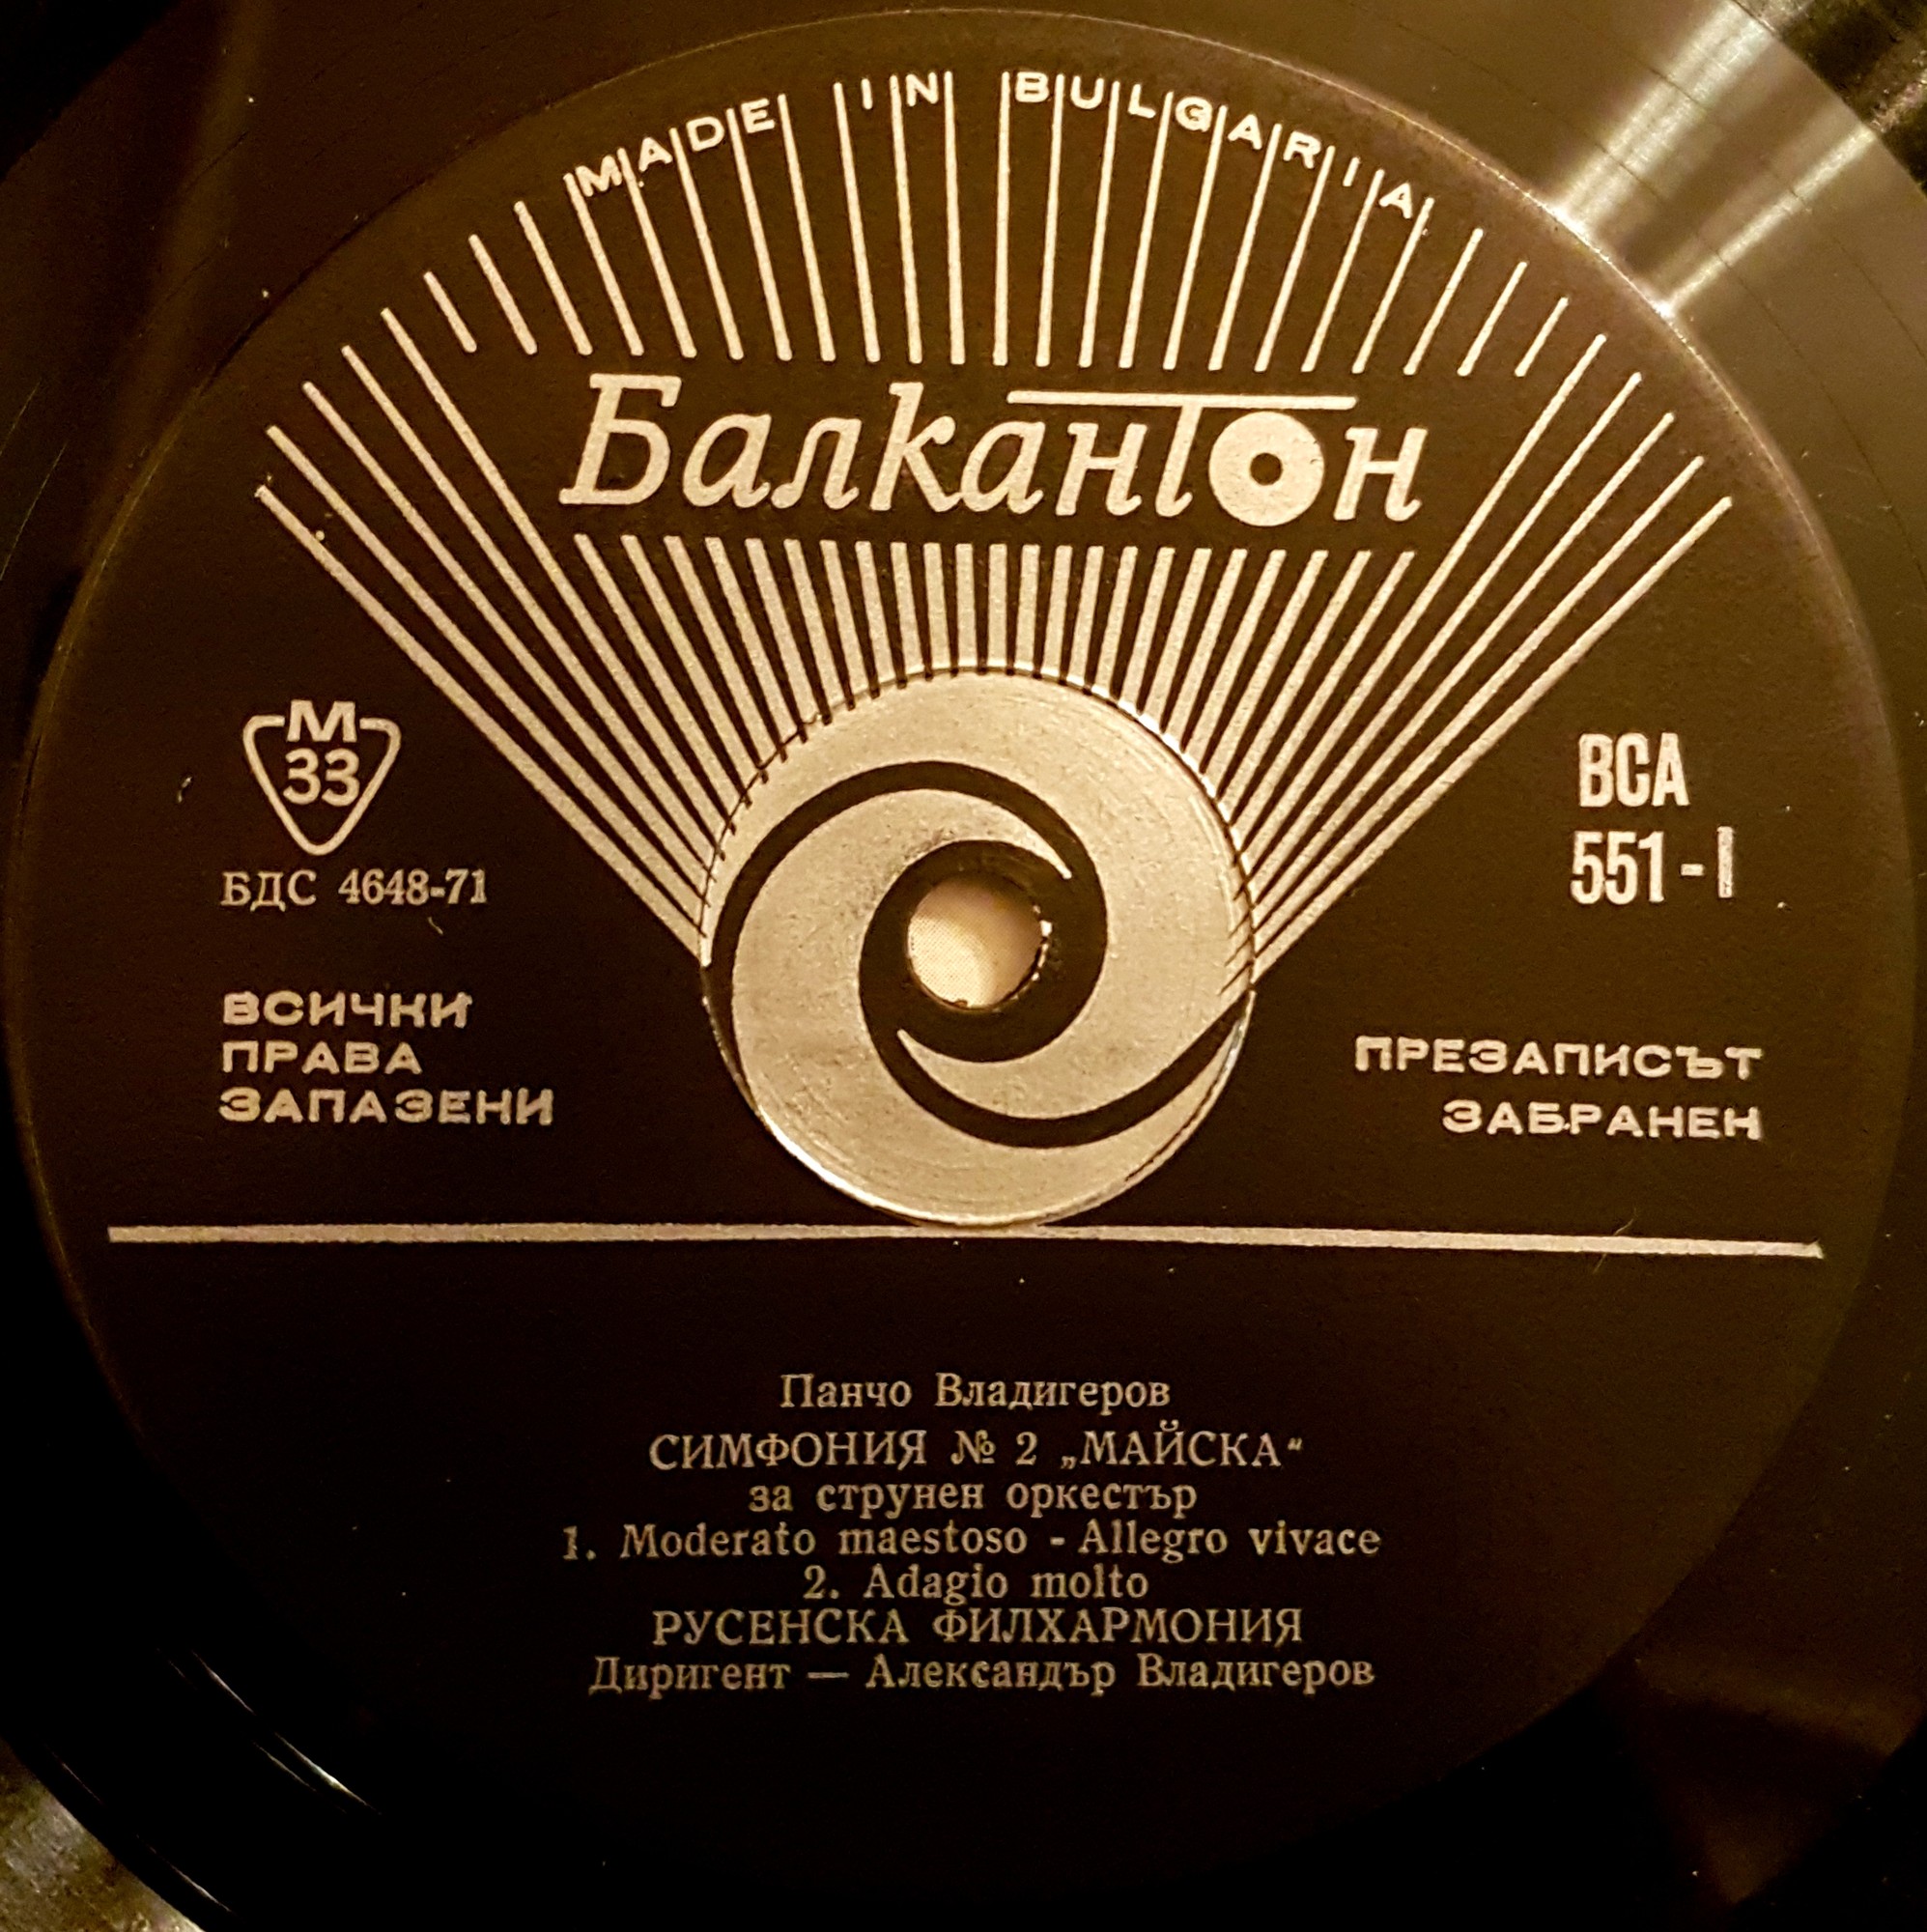 MADE IN BULGARIA
Балкантон
М
33
БДС 4648-71
ВСИЧКИ
ПРАВА
ЗАПАЗЕНИ
ВСА
551-I
ПРЕЗАПИСЪТ
ЗАБРАНЕН
Панчо Владигеров
СИМФОНИЯ № 2 „МАЙСКА“
за струнен оркестър
1. Moderato maestoso - Allegro vivace
2. Adagio molto
РУСЕНСКА ФИЛХАРМОНИЯ
Диригент — Александър Владигеров